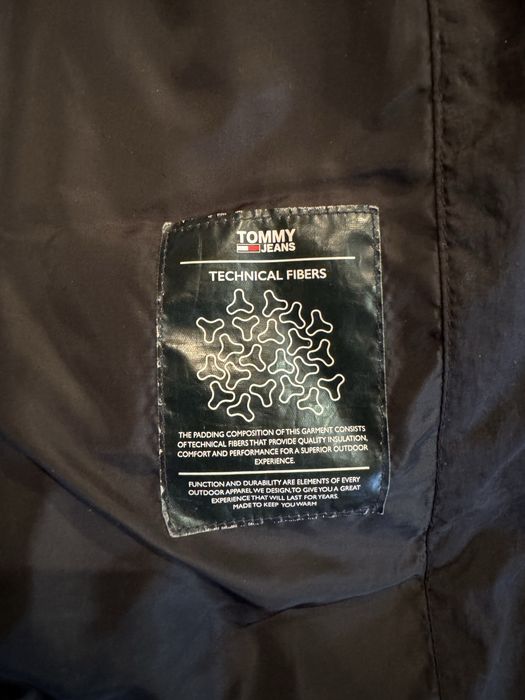 TOMMY
JEANS
TECHNICAL FIBERS
THE PADDING COMPOSITION OF THIS GARMENT CONSISTS
OF TECHNICAL FIBERS THAT PROVIDE QUALITY INSULATION,
COMFORT AND PERFORMANCE FOR A SUPERIOR OUTDOOR
EXPERIENCE.
FUNCTION AND DURABILITY ARE ELEMENTS OF EVERY
OUTDOOR APPAREL WE DESIGN, TO GIVE YOU A GREAT
EXPERIENCE THAT WILL LAST FOR YEARS.
MADE TO KEEP YOU WARM